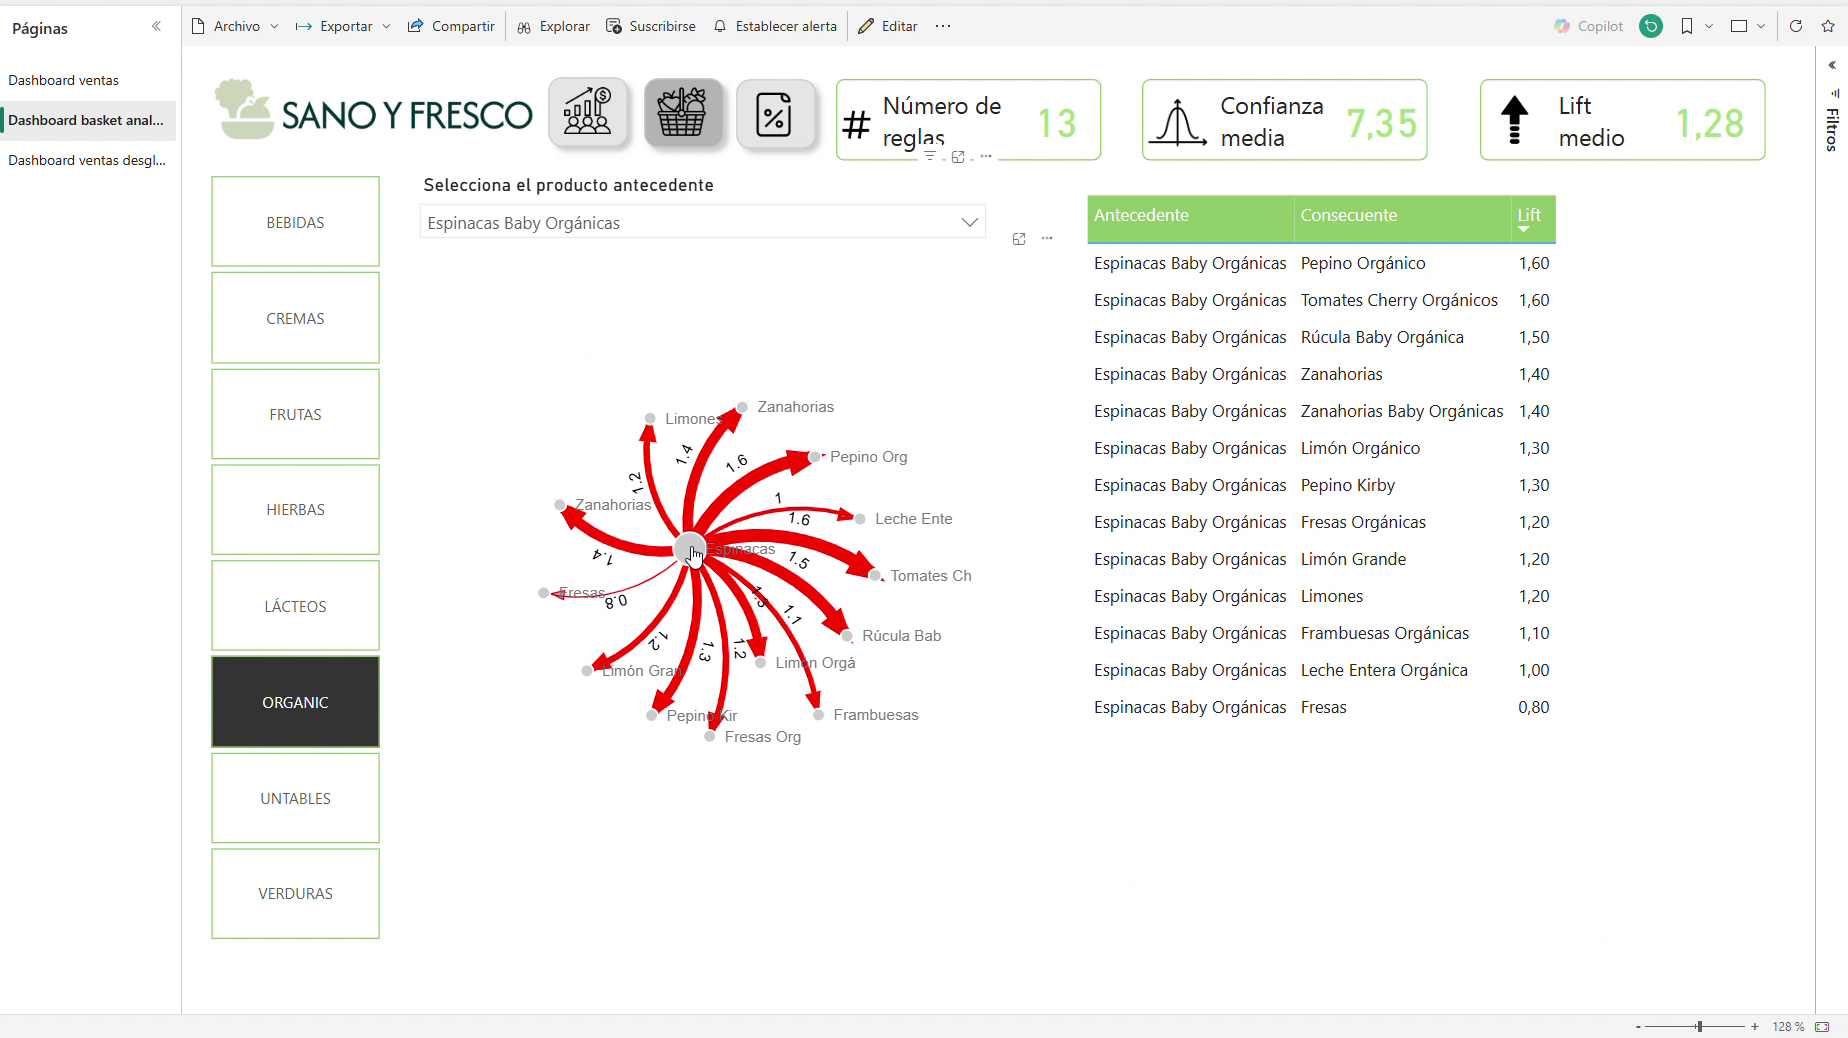 Páginas
Dashboard ventas
Dashboard basket anal...
Dashboard ventas desgl...
Archivo
Exportar
Compartir
Explorar
Suscribirse
Establecer alerta
Editar
Copilot
SANO Y FRESCO
# Número de reglas 13
Confianza media 7,35
Lift medio 1,28
Filtros
BEBIDAS
CREMAS
FRUTAS
HIERBAS
LÁCTEOS
ORGANIC
UNTABLES
VERDURAS
Selecciona el producto antecedente
Espinacas Baby Orgánicas
Zanahorias
Limones
Pepino Org
Zanahorias
Leche Ente
Espinacas
Tomates Ch
Fresas
Rúcula Bab
Limón Orgá
Limón Gran
Pepino Kir
Frambuesas
Fresas Org
1.4
1.6
1.2
1
1.6
1.4
1.5
0.8
1.3
1.1
1.2
1.3
1.2
Antecedente Consecuente Lift
Espinacas Baby Orgánicas Pepino Orgánico 1,60
Espinacas Baby Orgánicas Tomates Cherry Orgánicos 1,60
Espinacas Baby Orgánicas Rúcula Baby Orgánica 1,50
Espinacas Baby Orgánicas Zanahorias 1,40
Espinacas Baby Orgánicas Zanahorias Baby Orgánicas 1,40
Espinacas Baby Orgánicas Limón Orgánico 1,30
Espinacas Baby Orgánicas Pepino Kirby 1,30
Espinacas Baby Orgánicas Fresas Orgánicas 1,20
Espinacas Baby Orgánicas Limón Grande 1,20
Espinacas Baby Orgánicas Limones 1,20
Espinacas Baby Orgánicas Frambuesas Orgánicas 1,10
Espinacas Baby Orgánicas Leche Entera Orgánica 1,00
Espinacas Baby Orgánicas Fresas 0,80
- + 128 %